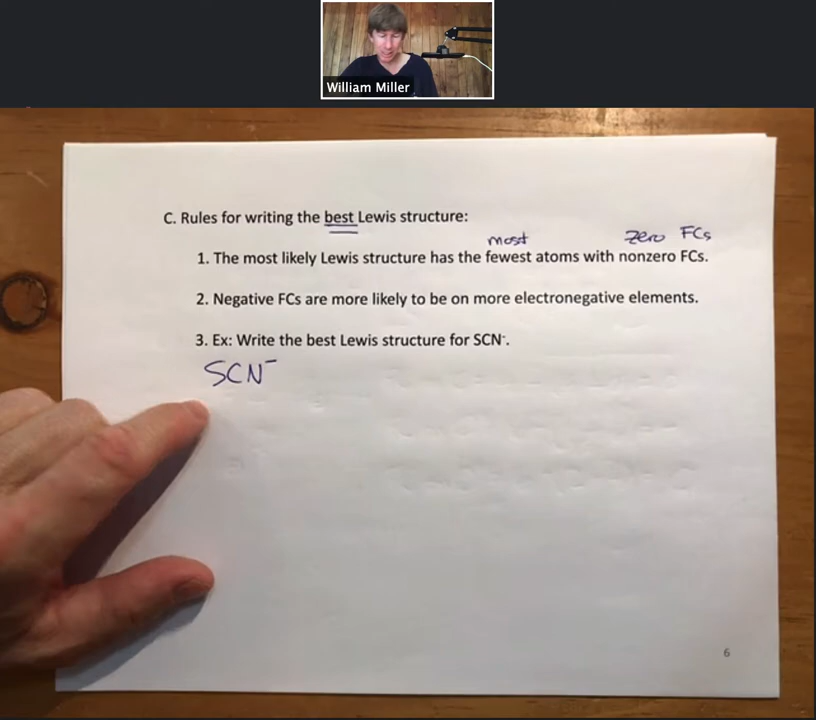 William Miller
C. Rules for writing the best Lewis structure:
most zero FCs
1. The most likely Lewis structure has the fewest atoms with nonzero FCs.
2. Negative FCs are more likely to be on more electronegative elements.
3. Ex: Write the best Lewis structure for SCN⁻.
SCN⁻
6